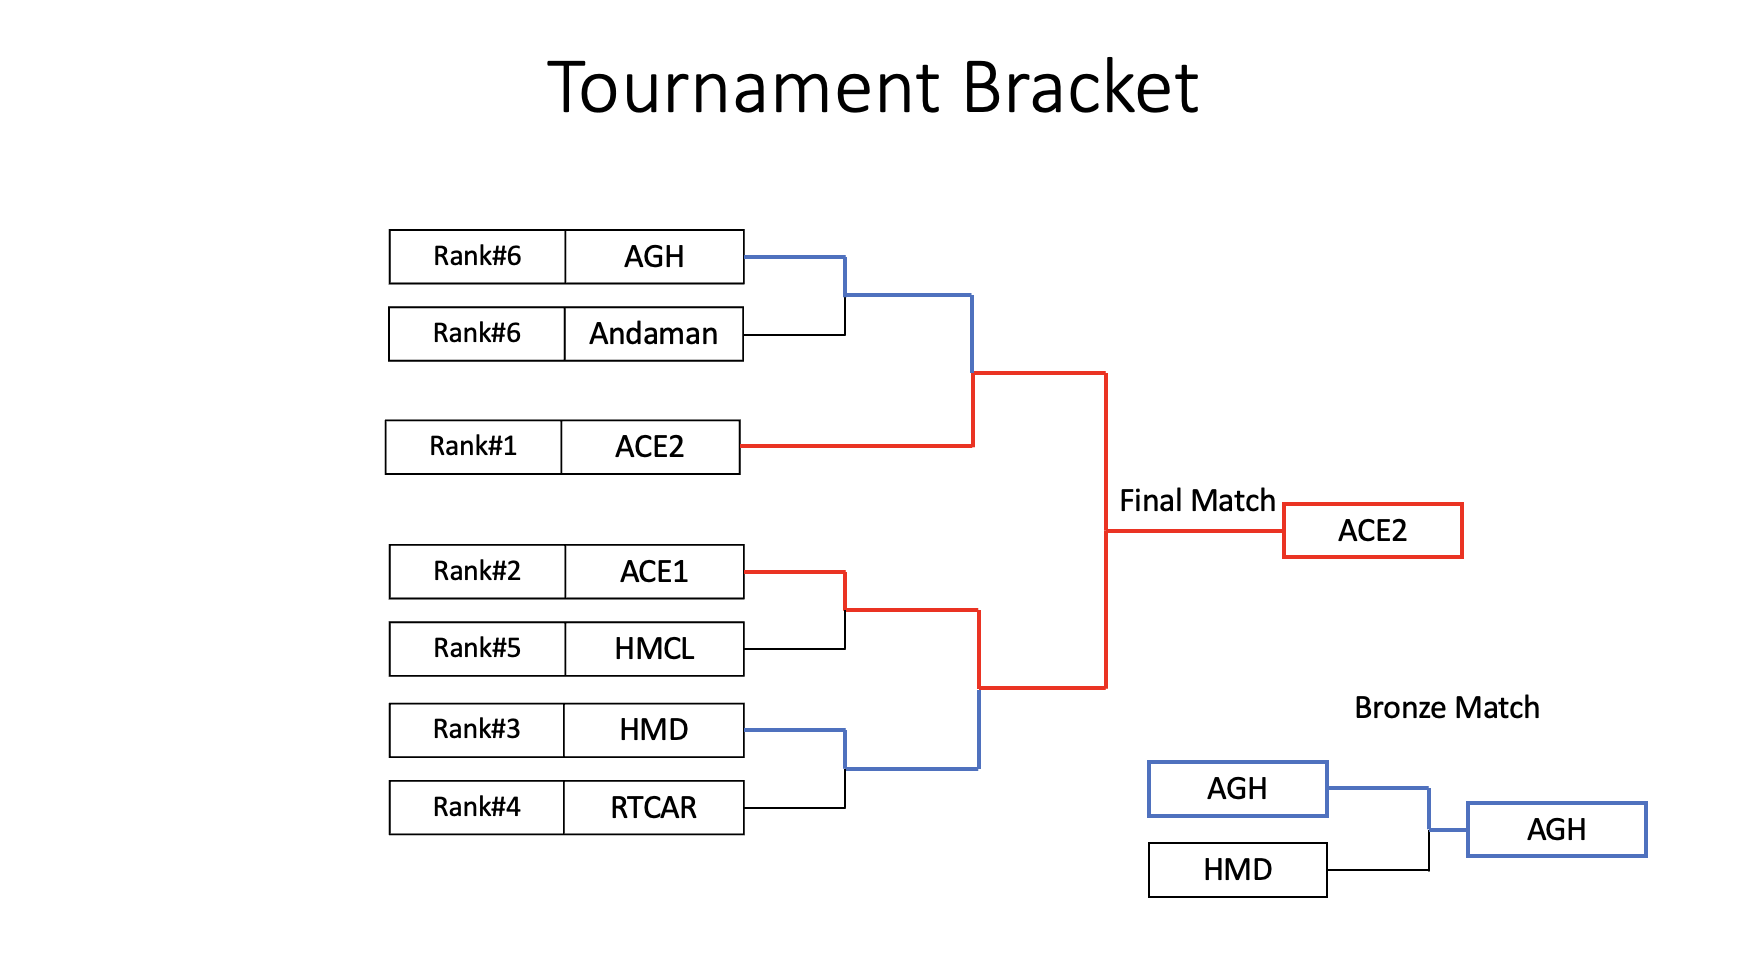 Tournament Bracket
Rank#6 AGH
Rank#6 Andaman
Rank#1 ACE2
Final Match
ACE2
Rank#2 ACE1
Rank#5 HMCL
Rank#3 HMD
Rank#4 RTCAR
Bronze Match
AGH
HMD
AGH